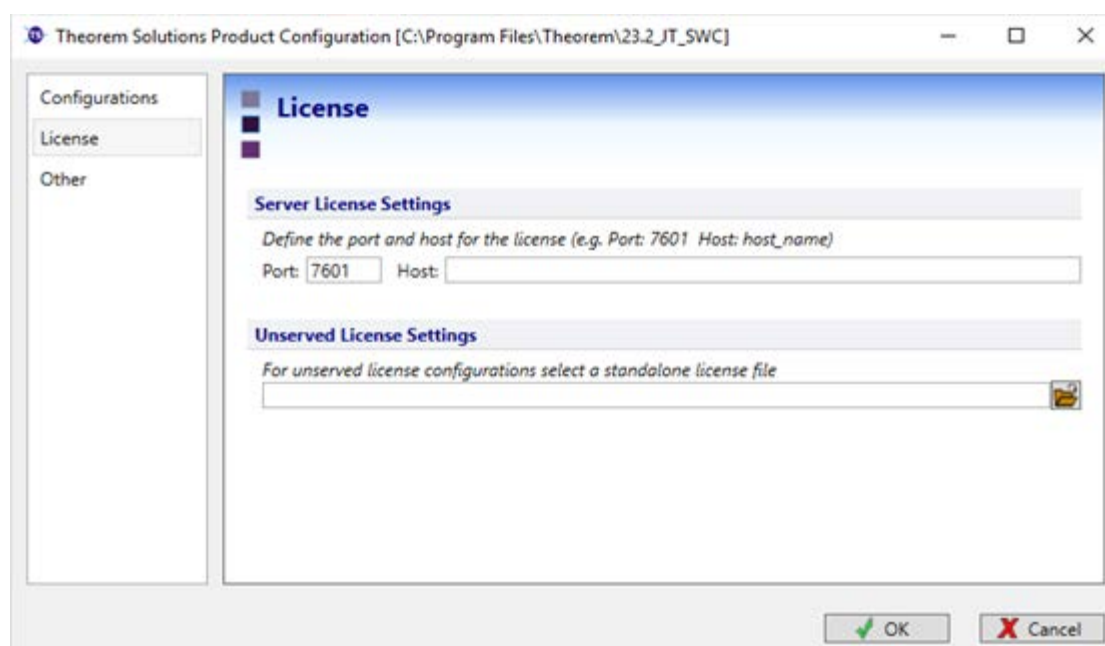 Theorem Solutions Product Configuration [C:\Program Files\Theorem\23.2_JT_SWC]
Configurations
License
Other
License
Server License Settings
Define the port and host for the license (e.g. Port: 7601 Host: host_name)
Port: 7601 Host:
Unserved License Settings
For unserved license configurations select a standalone license file
OK Cancel